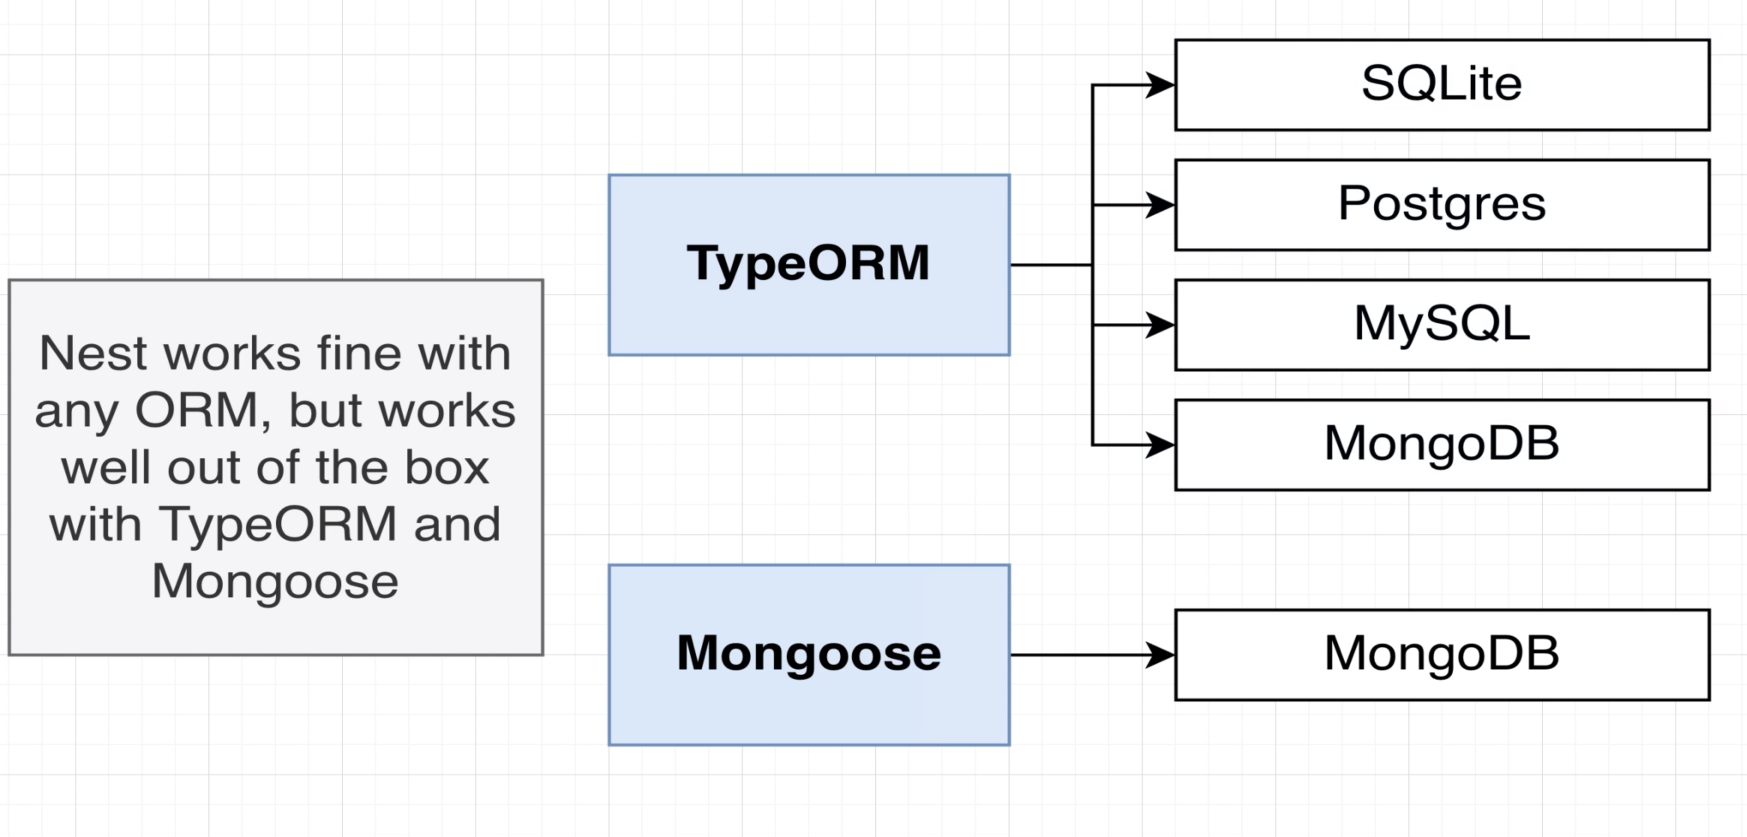 Nest works fine with
any ORM, but works
well out of the box
with TypeORM and
Mongoose
TypeORM
SQLite
Postgres
MySQL
MongoDB
Mongoose
MongoDB